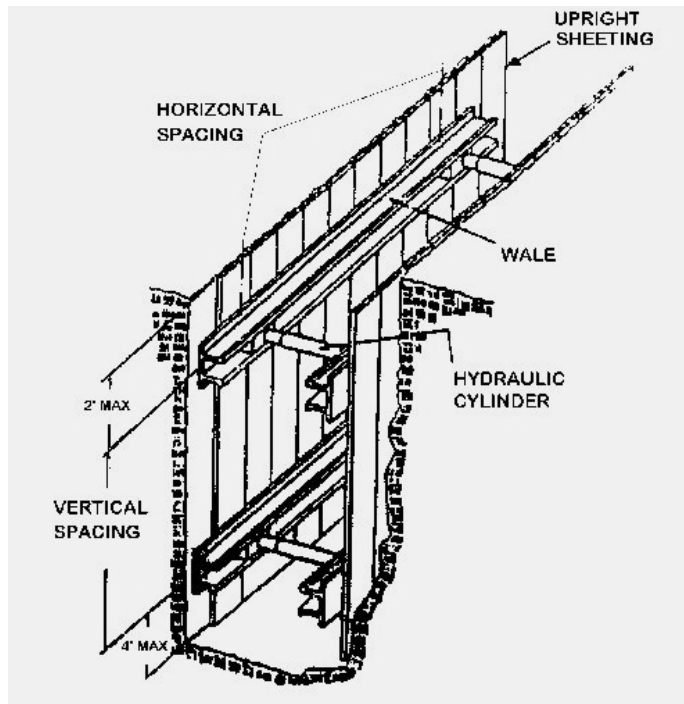 UPRIGHT
SHEETING
HORIZONTAL
SPACING
WALE
HYDRAULIC
CYLINDER
2' MAX
VERTICAL
SPACING
4' MAX